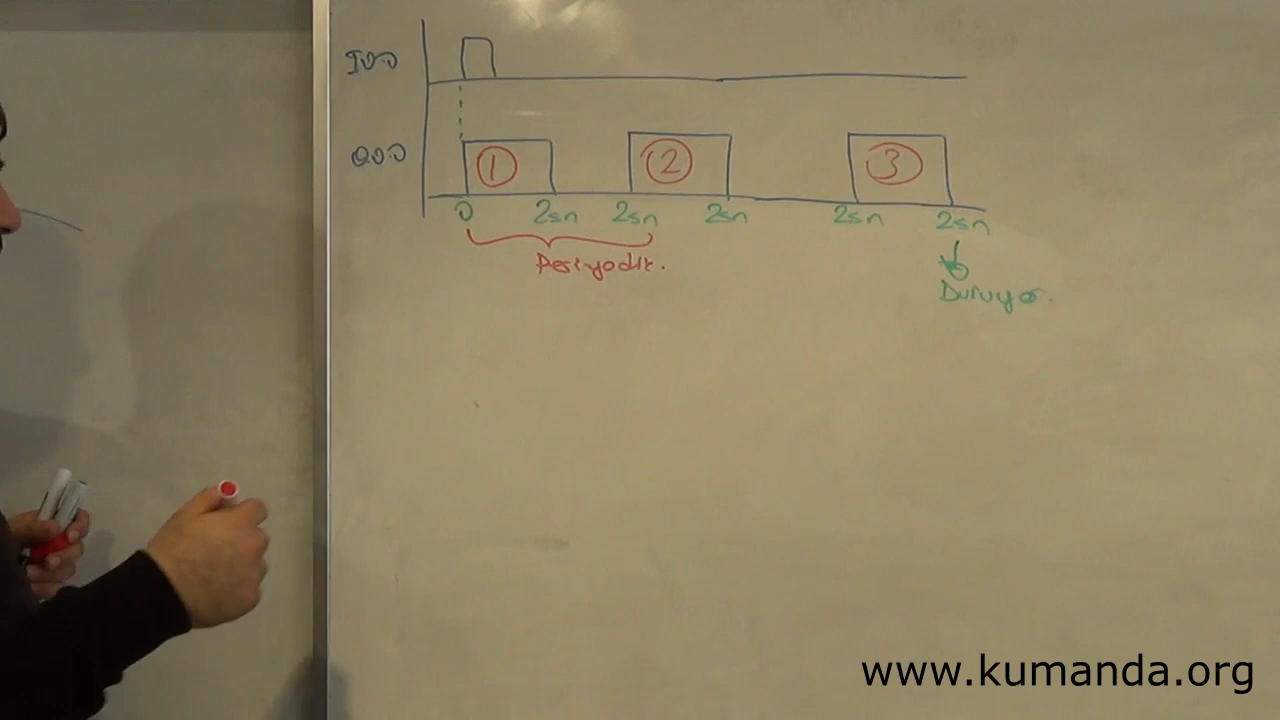 I0.0
Q0.0
1 2 3
0 2sn 2sn 2sn 2sn 2sn
Periyodik.
Duruyor.
www.kumanda.org